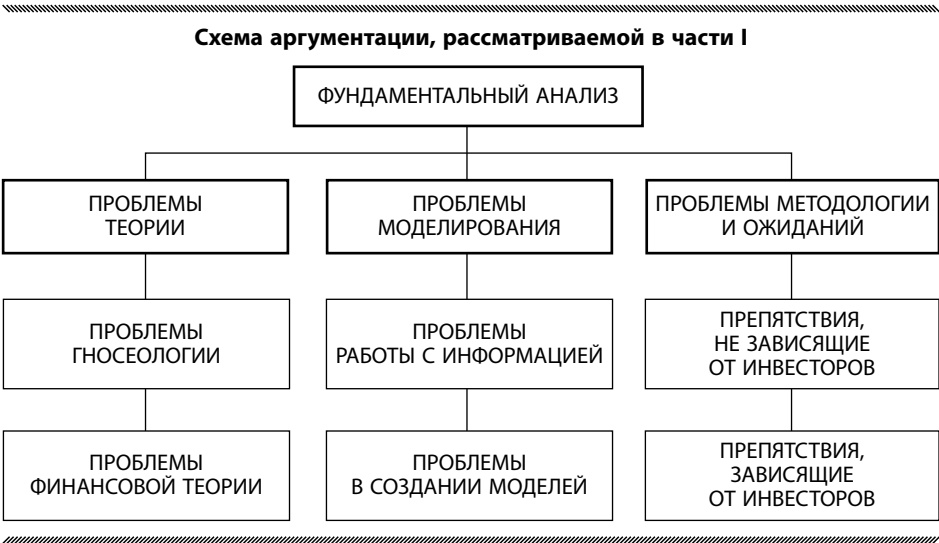 Схема аргументации, рассматриваемой в части I
ФУНДАМЕНТАЛЬНЫЙ АНАЛИЗ
ПРОБЛЕМЫ
ТЕОРИИ
ПРОБЛЕМЫ
МОДЕЛИРОВАНИЯ
ПРОБЛЕМЫ МЕТОДОЛОГИИ
И ОЖИДАНИЙ
ПРОБЛЕМЫ
ГНОСЕОЛОГИИ
ПРОБЛЕМЫ
РАБОТЫ С ИНФОРМАЦИЕЙ
ПРЕПЯТСТВИЯ,
НЕ ЗАВИСЯЩИЕ
ОТ ИНВЕСТОРОВ
ПРОБЛЕМЫ
ФИНАНСОВОЙ ТЕОРИИ
ПРОБЛЕМЫ
В СОЗДАНИИ МОДЕЛЕЙ
ПРЕПЯТСТВИЯ,
ЗАВИСЯЩИЕ
ОТ ИНВЕСТОРОВ